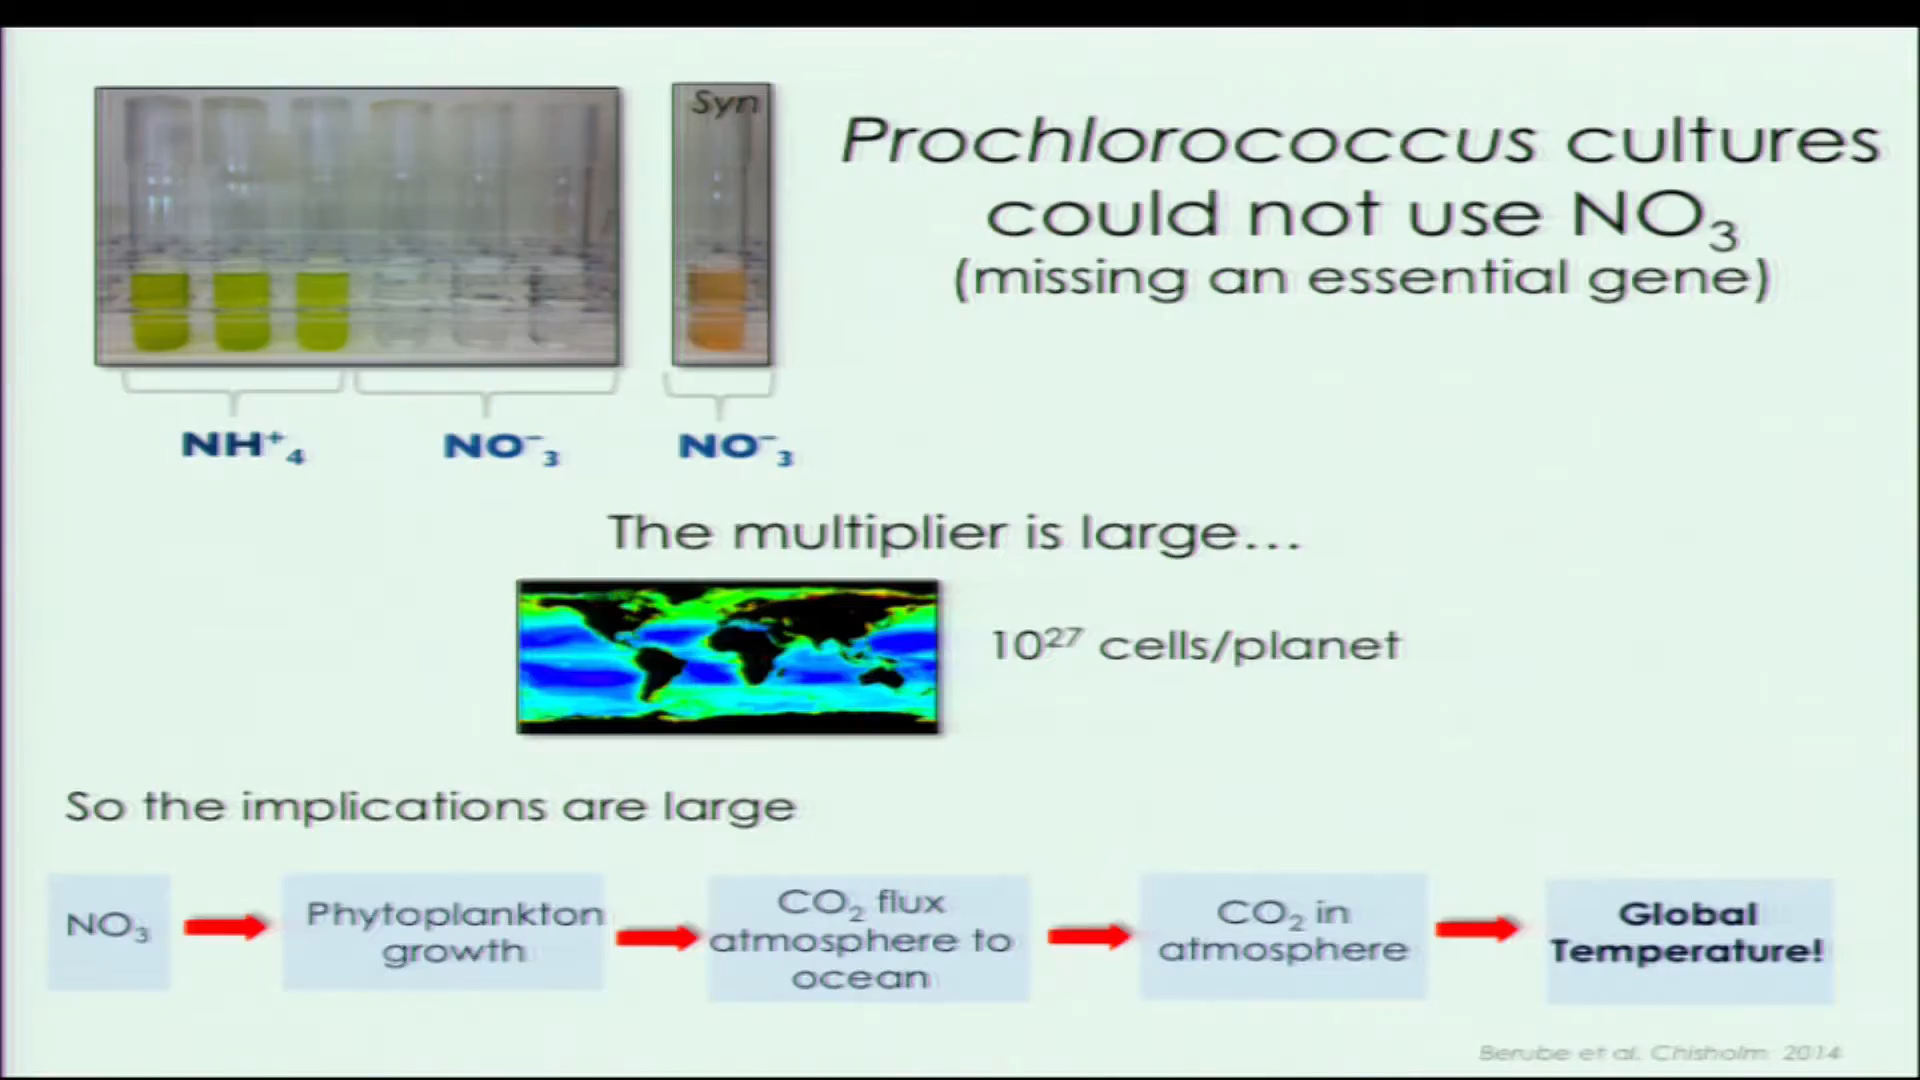 Syn
Prochlorococcus cultures
could not use NO₃
(missing an essential gene)
NH⁺₄
NO⁻₃
NO⁻₃
The multiplier is large...
10²⁷ cells/planet
So the implications are large
NO₃
Phytoplankton
growth
CO₂ flux
atmosphere to
ocean
CO₂ in
atmosphere
Global
Temperature!
Berube et al. Chisholm 2014